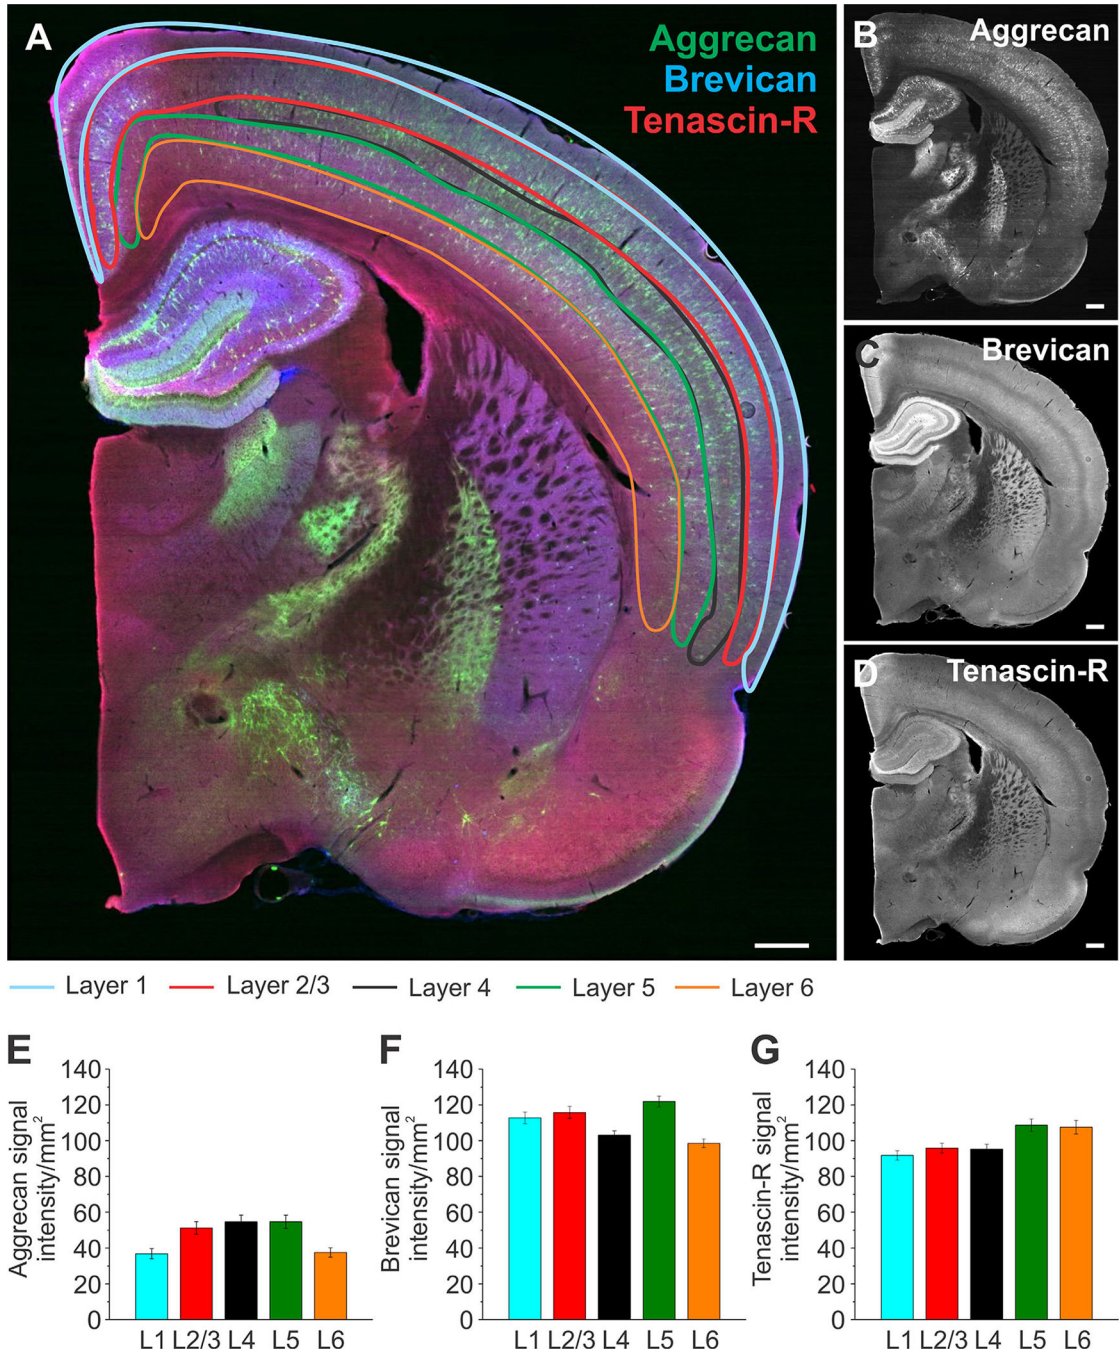 A
Aggrecan
Brevican
Tenascin-R
B
Aggrecan
C
Brevican
D
Tenascin-R
Layer 1
Layer 2/3
Layer 4
Layer 5
Layer 6
E
Aggrecan signal
intensity/mm²
140
120
100
80
60
40
20
0
L1 L2/3 L4 L5 L6
F
Brevican signal
intensity/mm²
140
120
100
80
60
40
20
0
L1 L2/3 L4 L5 L6
G
Tenascin-R signal
intensity/mm²
140
120
100
80
60
40
20
0
L1 L2/3 L4 L5 L6